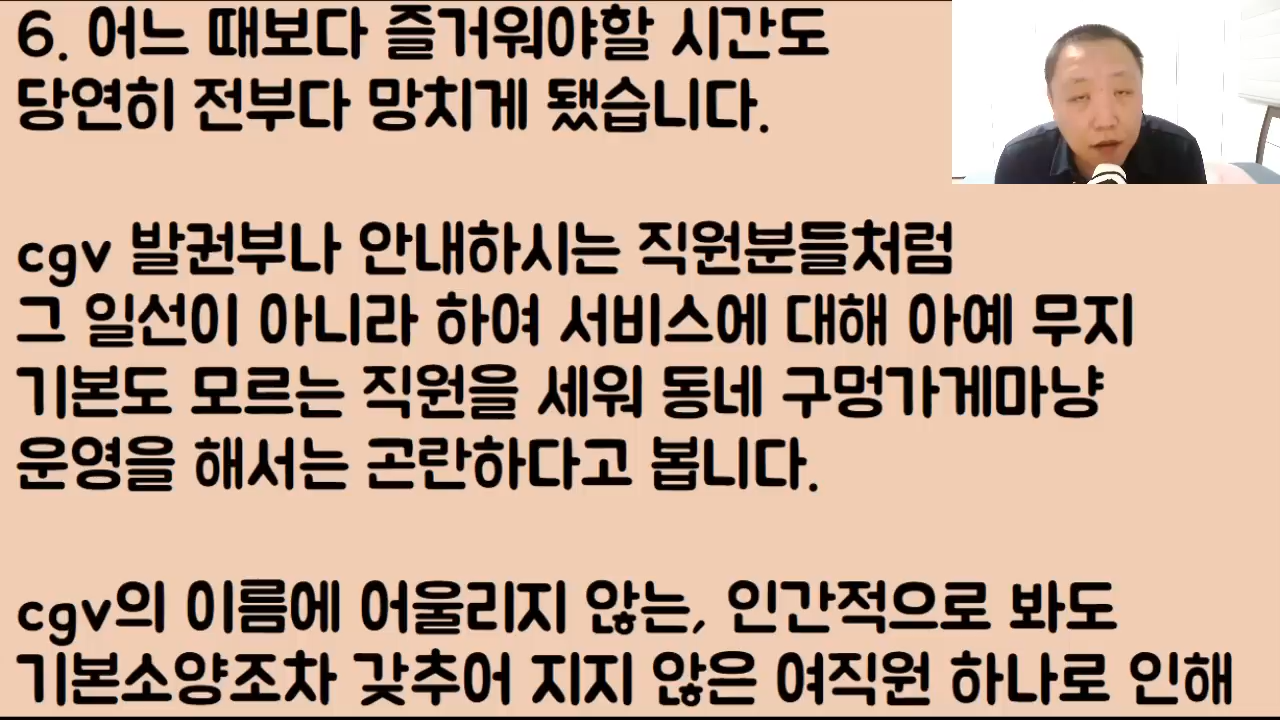 6. 어느 때보다 즐거워야할 시간도
당연히 전부다 망치게 됐습니다.
cgv 발권부나 안내하시는 직원분들처럼
그 일선이 아니라 하여 서비스에 대해 아예 무지
기본도 모르는 직원을 세워 동네 구멍가게마냥
운영을 해서는 곤란하다고 봅니다.
cgv의 이름에 어울리지 않는, 인간적으로 봐도
기본소양조차 갖추어 지지 않은 여직원 하나로 인해